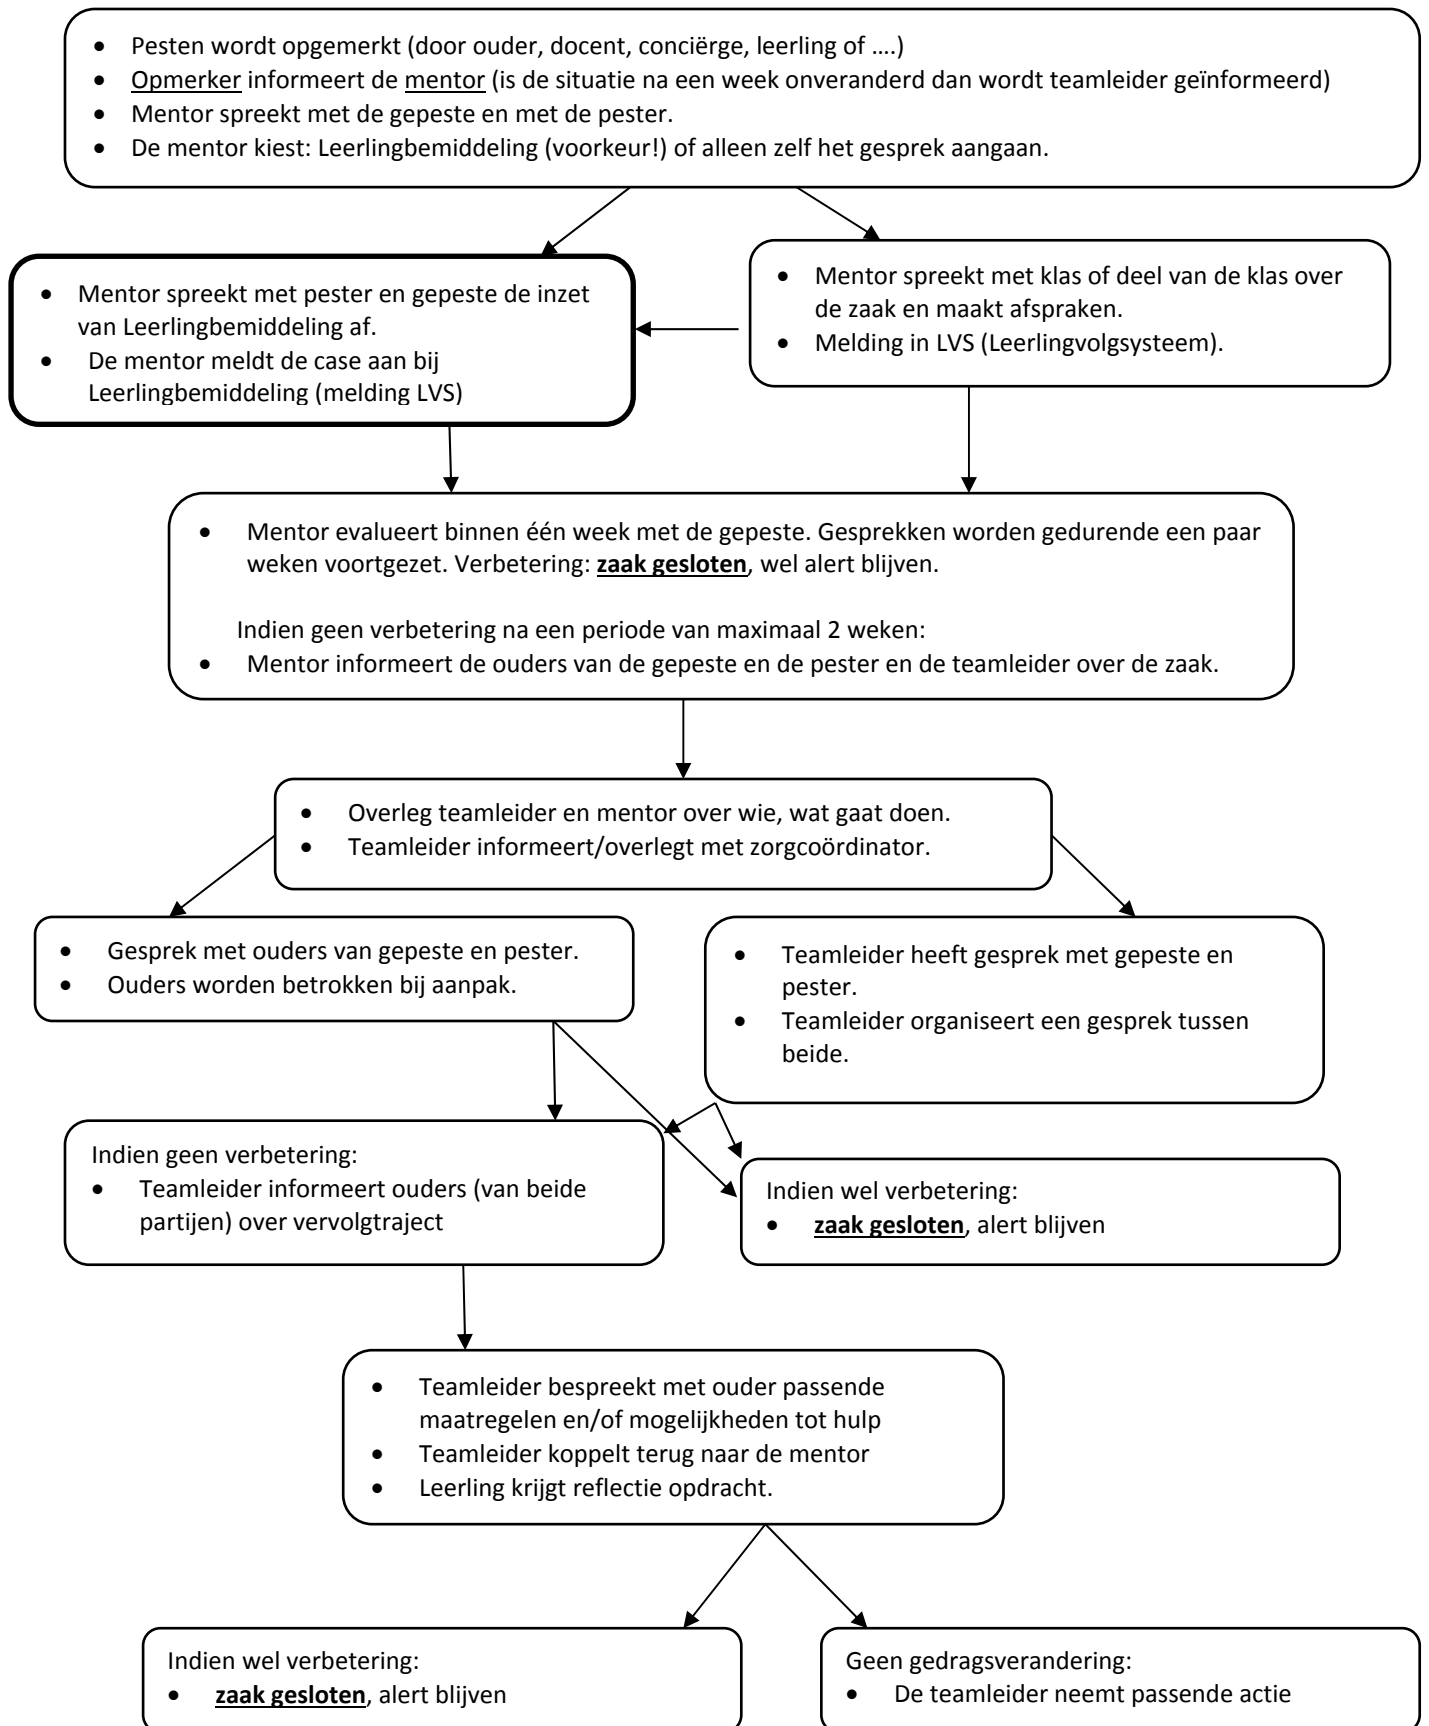 • Pesten wordt opgemerkt (door ouder, docent, conciërge, leerling of ….)
• Opmerker informeert de mentor (is de situatie na een week onveranderd dan wordt teamleider geïnformeerd)
• Mentor spreekt met de gepeste en met de pester.
• De mentor kiest: Leerlingbemiddeling (voorkeur!) of alleen zelf het gesprek aangaan.
• Mentor spreekt met pester en gepeste de inzet
van Leerlingbemiddeling af.
• De mentor meldt de case aan bij
Leerlingbemiddeling (melding LVS)
• Mentor spreekt met klas of deel van de klas over
de zaak en maakt afspraken.
• Melding in LVS (Leerlingvolgsysteem).
• Mentor evalueert binnen één week met de gepeste. Gesprekken worden gedurende een paar
weken voortgezet. Verbetering: zaak gesloten, wel alert blijven.
Indien geen verbetering na een periode van maximaal 2 weken:
• Mentor informeert de ouders van de gepeste en de pester en de teamleider over de zaak.
• Overleg teamleider en mentor over wie, wat gaat doen.
• Teamleider informeert/overlegt met zorgcoördinator.
• Gesprek met ouders van gepeste en pester.
• Ouders worden betrokken bij aanpak.
• Teamleider heeft gesprek met gepeste en
pester.
• Teamleider organiseert een gesprek tussen
beide.
Indien geen verbetering:
• Teamleider informeert ouders (van beide
partijen) over vervolgtraject
Indien wel verbetering:
• zaak gesloten, alert blijven
• Teamleider bespreekt met ouder passende
maatregelen en/of mogelijkheden tot hulp
• Teamleider koppelt terug naar de mentor
• Leerling krijgt reflectie opdracht.
Indien wel verbetering:
• zaak gesloten, alert blijven
Geen gedragsverandering:
• De teamleider neemt passende actie